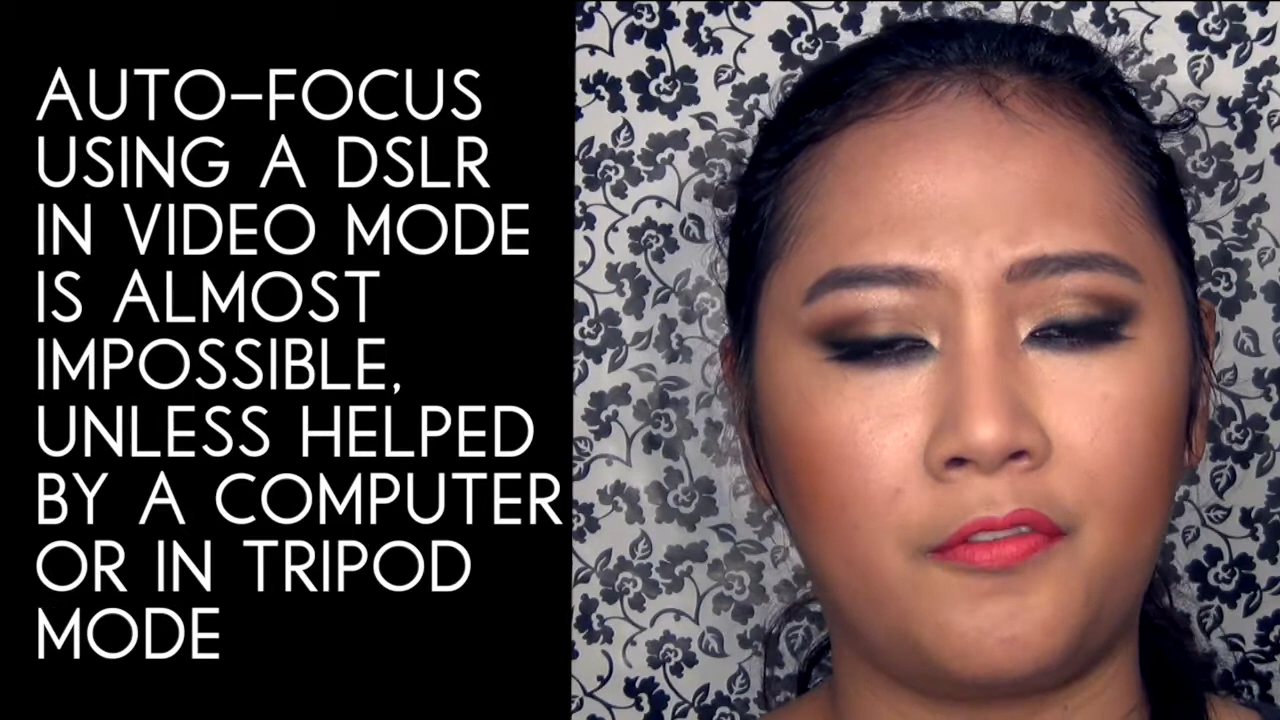 AUTO-FOCUS
USING A DSLR
IN VIDEO MODE
IS ALMOST
IMPOSSIBLE,
UNLESS HELPED
BY A COMPUTER
OR IN TRIPOD
MODE